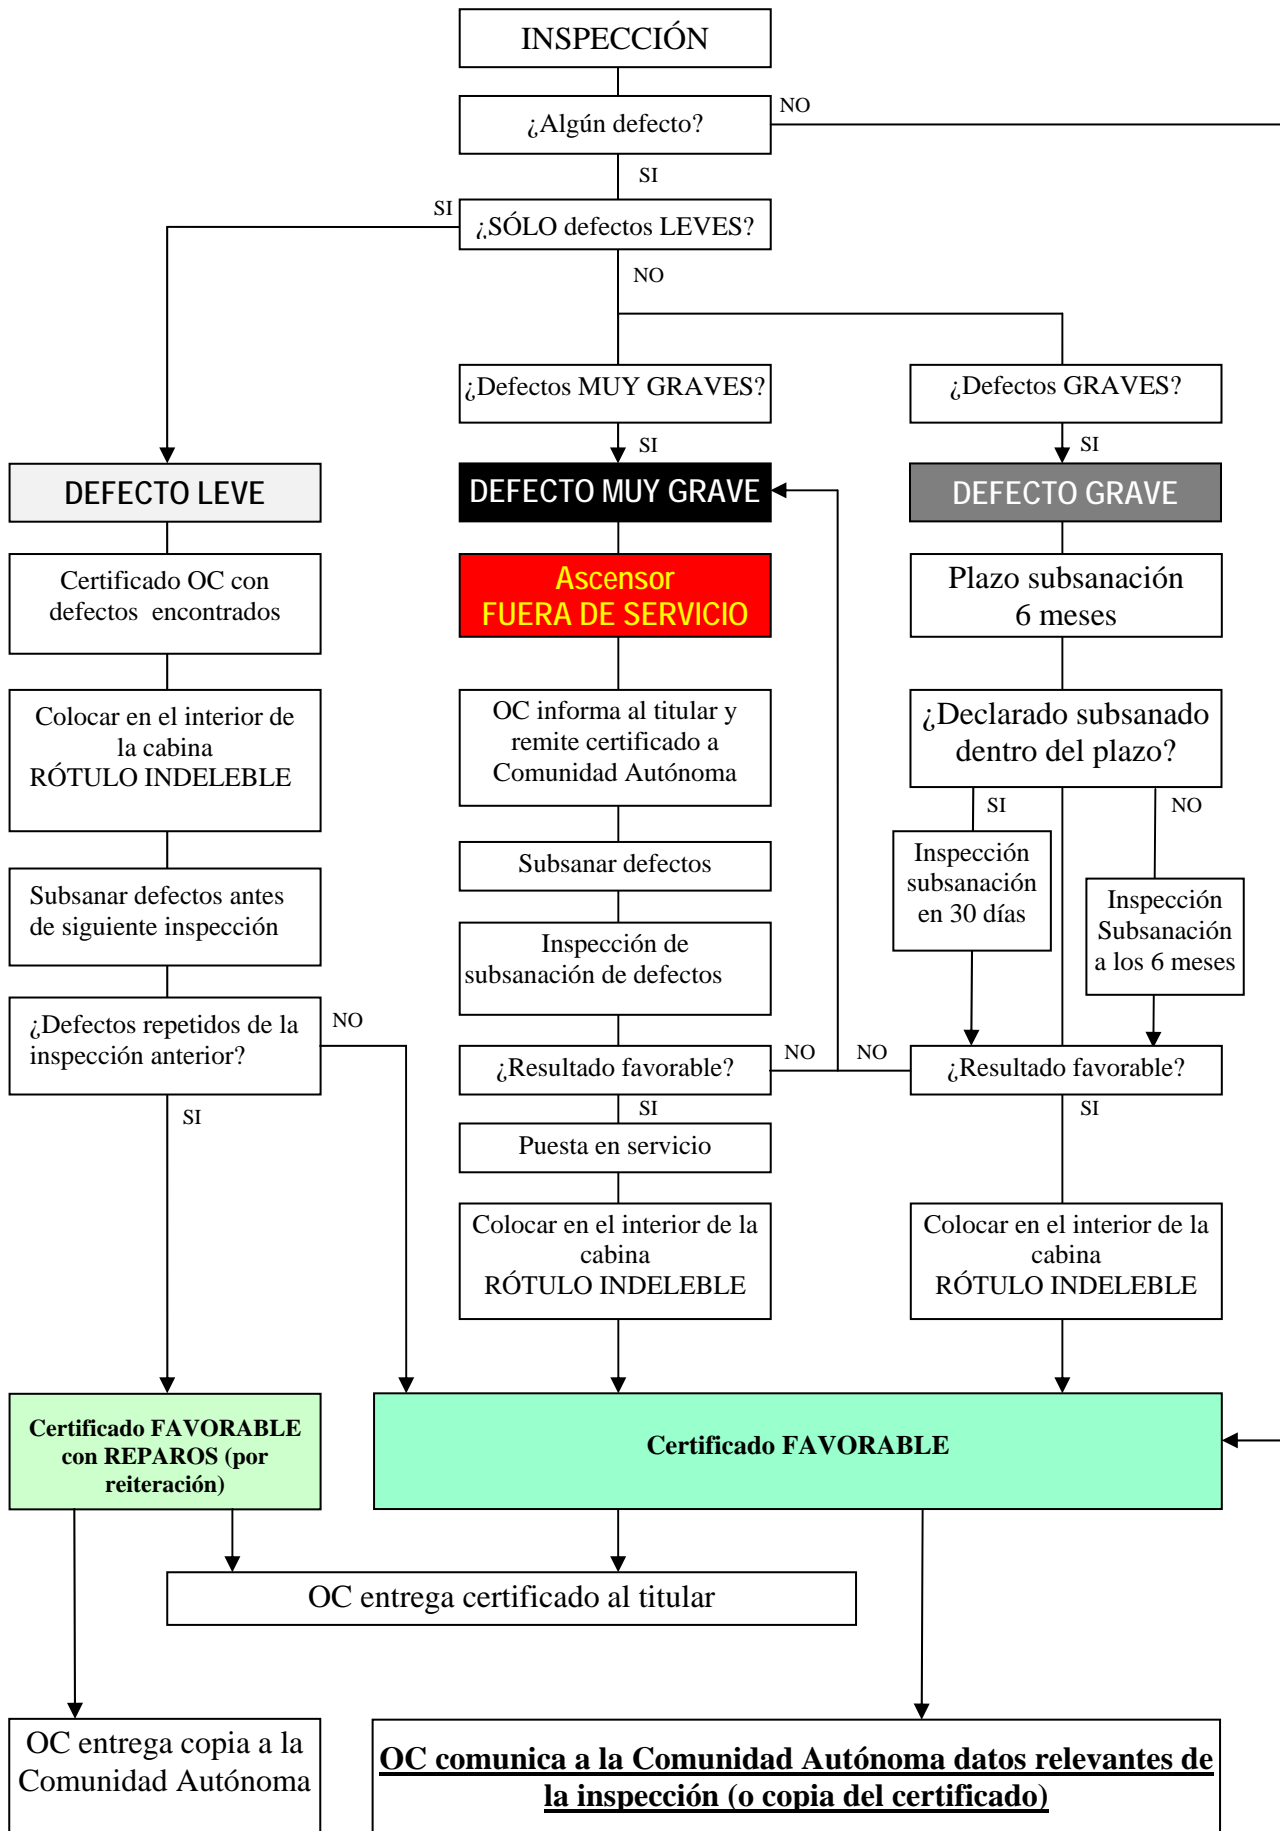 INSPECCIÓN
¿Algún defecto?
NO
SI
SI
¿SÓLO defectos LEVES?
NO
¿Defectos MUY GRAVES?
¿Defectos GRAVES?
SI
SI
DEFECTO LEVE
DEFECTO MUY GRAVE
DEFECTO GRAVE
Certificado OC con
defectos encontrados
Ascensor
FUERA DE SERVICIO
Plazo subsanación
6 meses
Colocar en el interior de
la cabina
RÓTULO INDELEBLE
OC informa al titular y
remite certificado a
Comunidad Autónoma
¿Declarado subsanado
dentro del plazo?
SI
NO
Subsanar defectos antes
de siguiente inspección
Subsanar defectos
Inspección
subsanación
en 30 días
Inspección
Subsanación
a los 6 meses
Inspección de
subsanación de defectos
¿Defectos repetidos de la
inspección anterior?
NO
SI
¿Resultado favorable?
NO
NO
¿Resultado favorable?
SI
SI
Puesta en servicio
Colocar en el interior de la
cabina
RÓTULO INDELEBLE
Colocar en el interior de la
cabina
RÓTULO INDELEBLE
Certificado FAVORABLE
con REPAROS (por
reiteración)
Certificado FAVORABLE
OC entrega certificado al titular
OC entrega copia a la
Comunidad Autónoma
OC comunica a la Comunidad Autónoma datos relevantes de
la inspección (o copia del certificado)